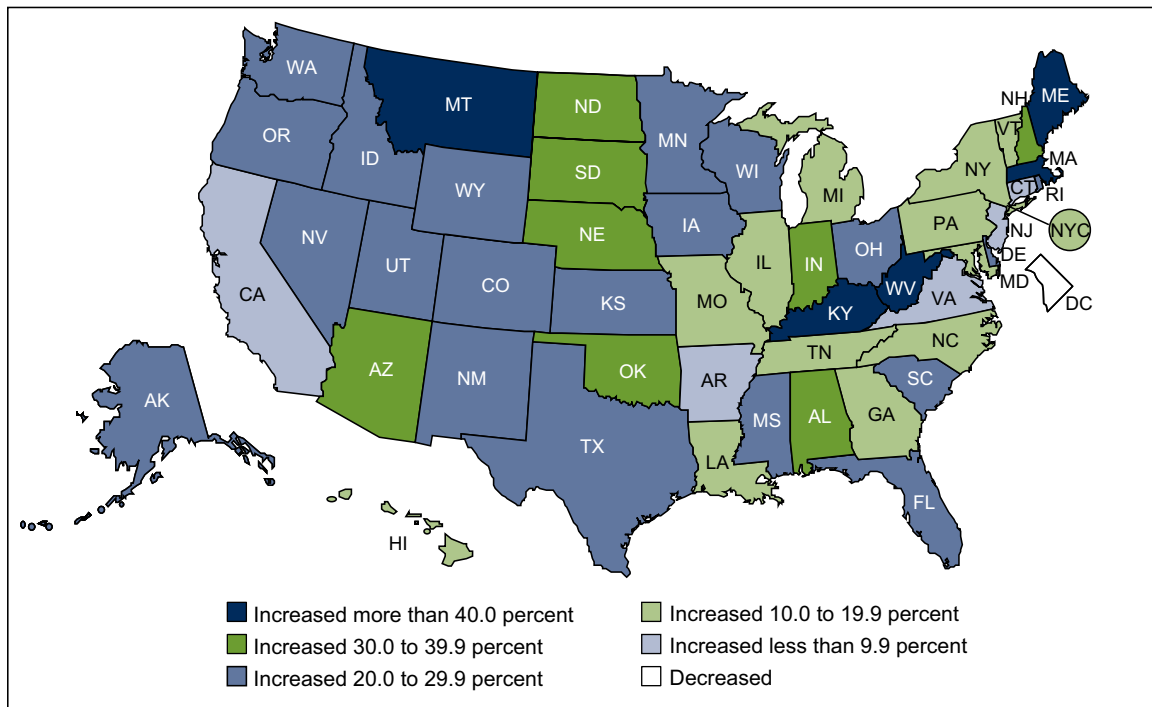 WA
MT
ND
MN
OR
ID
WY
SD
WI
MI
NH
VT
ME
NY
MA
CT
RI
NV
UT
CO
NE
IA
IL
IN
OH
PA
NJ
NYC
CA
KS
MO
KY
WV
VA
DE
MD
DC
AZ
NM
OK
AR
TN
NC
SC
AK
TX
LA
MS
AL
GA
FL
HI
Increased more than 40.0 percent
Increased 30.0 to 39.9 percent
Increased 20.0 to 29.9 percent
Increased 10.0 to 19.9 percent
Increased less than 9.9 percent
Decreased